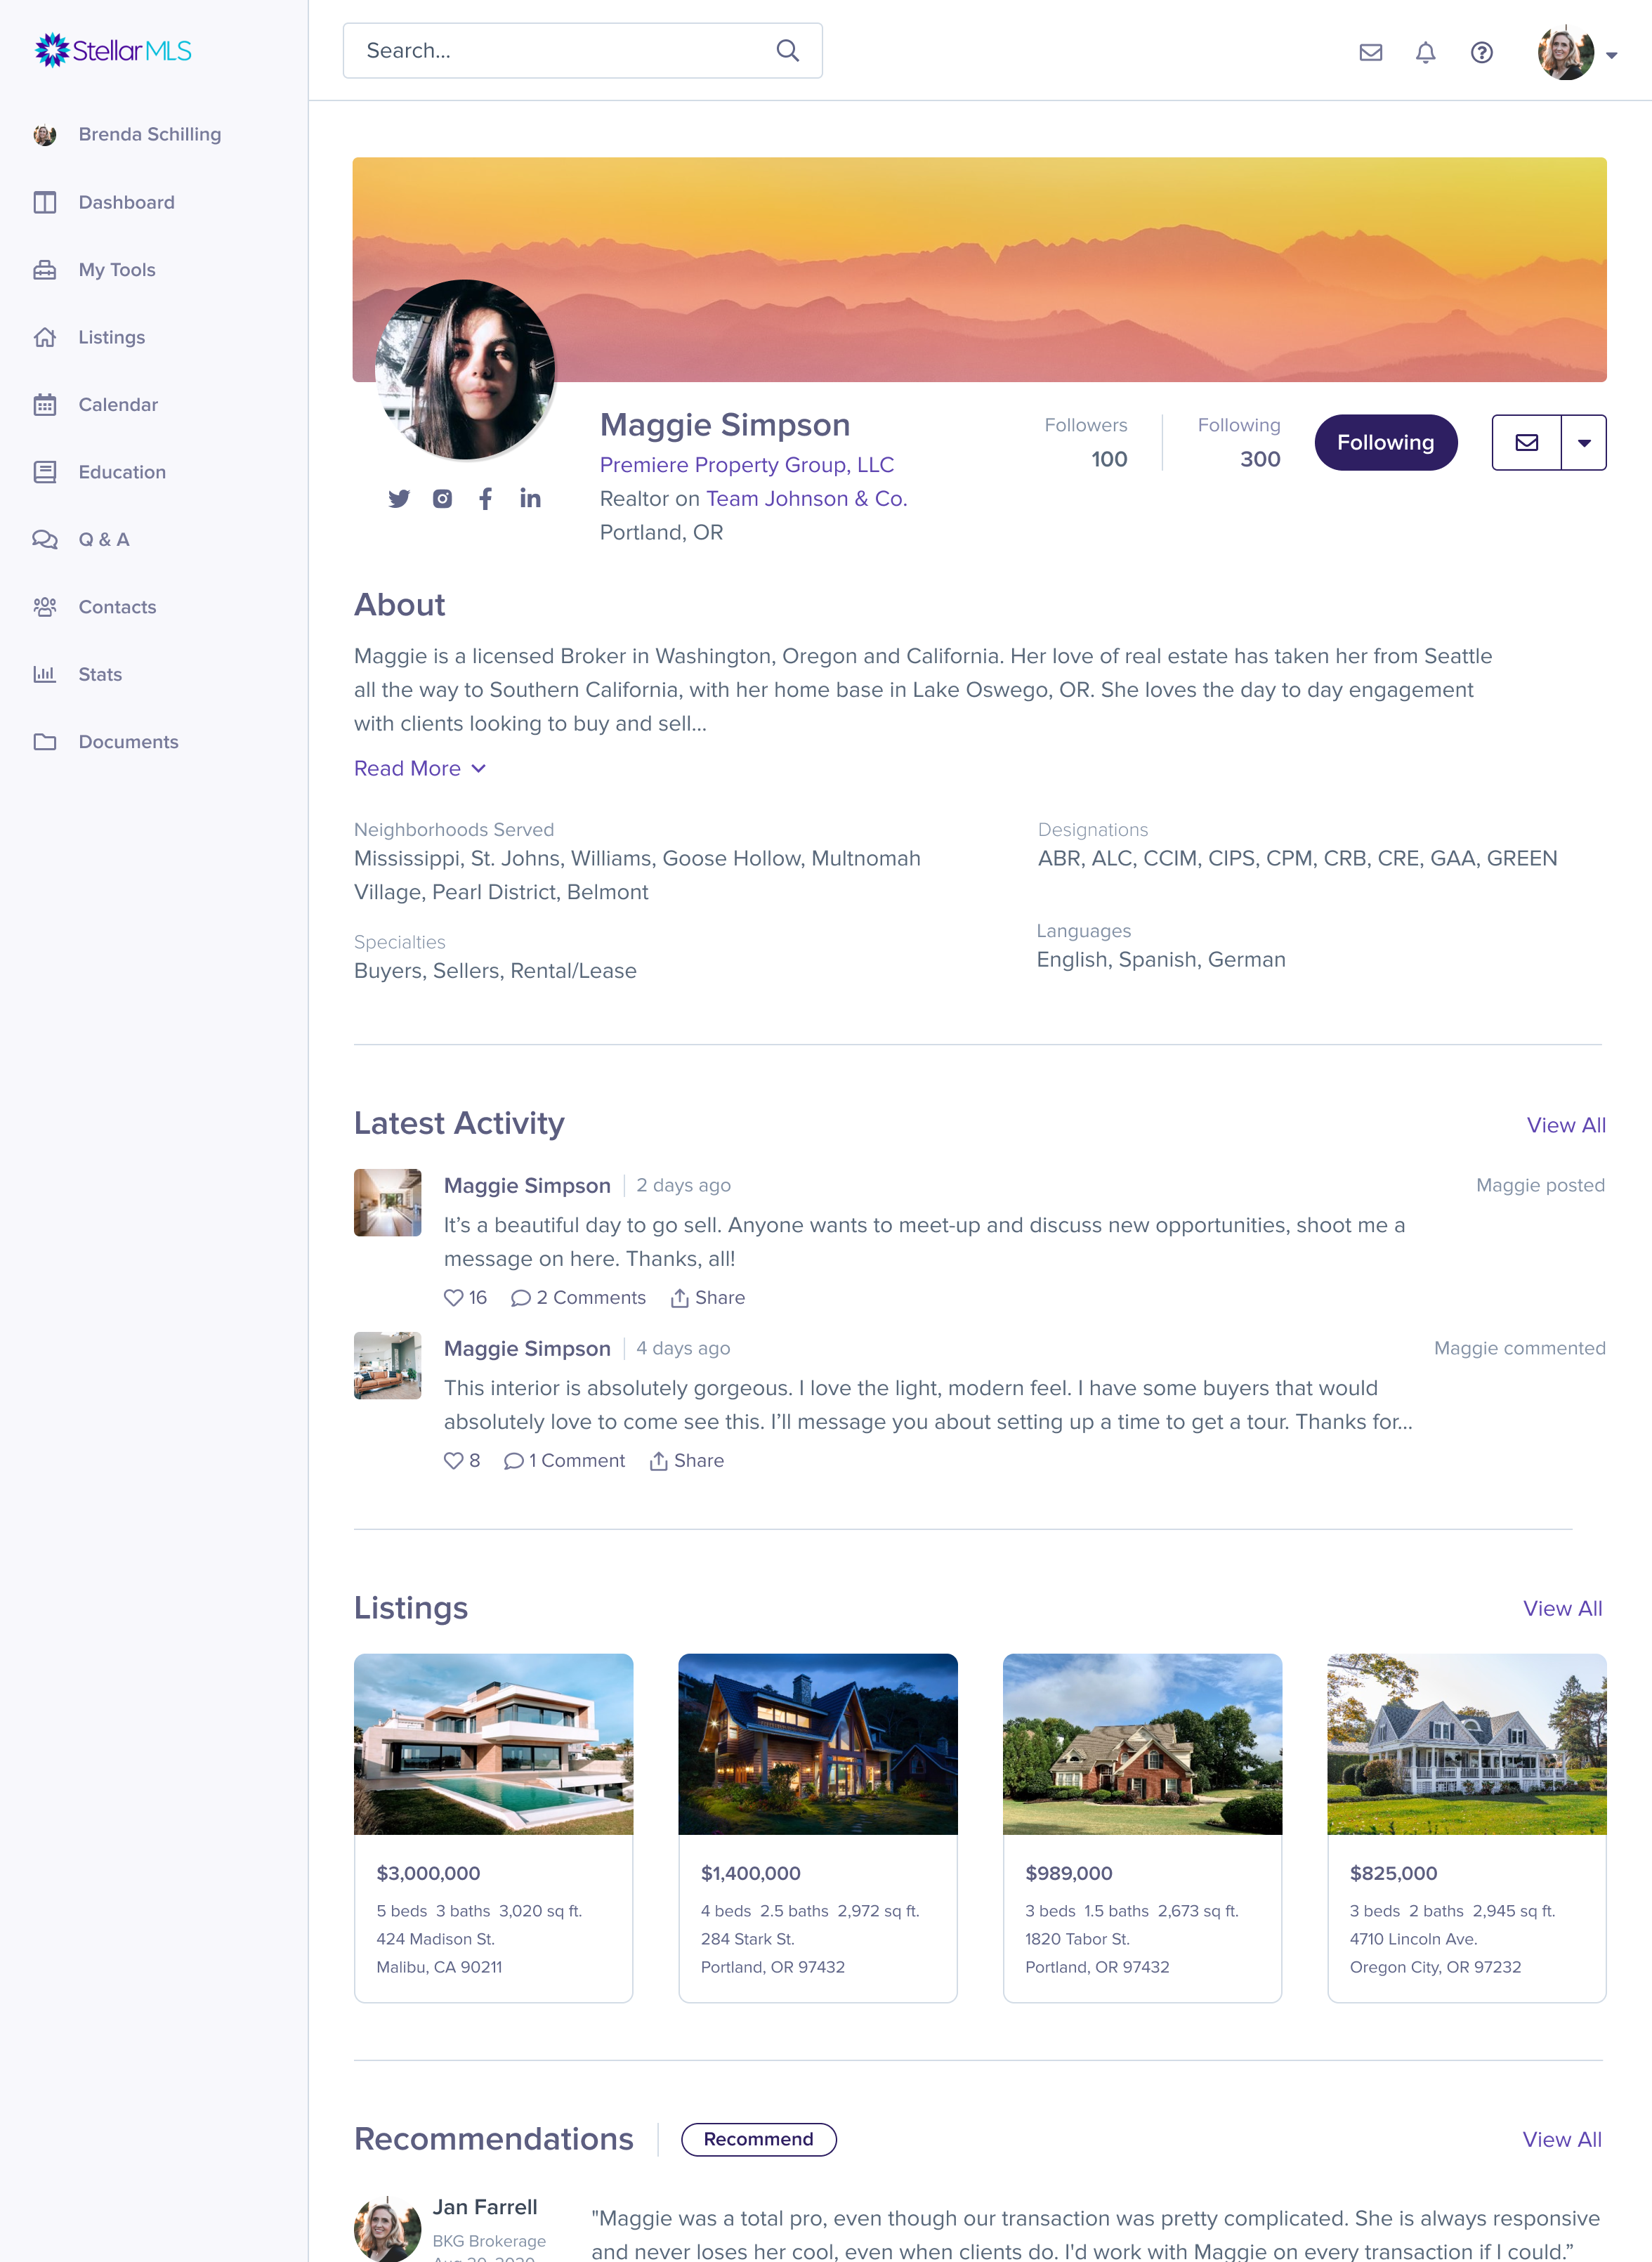 Stellar MLS
Search...
Brenda Schilling
Dashboard
My Tools
Listings
Calendar
Education
Q & A
Contacts
Stats
Documents
Maggie Simpson
Premiere Property Group, LLC
Realtor on Team Johnson & Co.
Portland, OR
Followers
100
Following
300
Following
About
Maggie is a licensed Broker in Washington, Oregon and California. Her love of real estate has taken her from Seattle
all the way to Southern California, with her home base in Lake Oswego, OR. She loves the day to day engagement
with clients looking to buy and sell...
Read More
Neighborhoods Served
Mississippi, St. Johns, Williams, Goose Hollow, Multnomah
Village, Pearl District, Belmont
Specialties
Buyers, Sellers, Rental/Lease
Designations
ABR, ALC, CCIM, CIPS, CPM, CRB, CRE, GAA, GREEN
Languages
English, Spanish, German
Latest Activity
View All
Maggie Simpson 2 days ago
Maggie posted
It’s a beautiful day to go sell. Anyone wants to meet-up and discuss new opportunities, shoot me a
message on here. Thanks, all!
16 2 Comments Share
Maggie Simpson 4 days ago
Maggie commented
This interior is absolutely gorgeous. I love the light, modern feel. I have some buyers that would
absolutely love to come see this. I’ll message you about setting up a time to get a tour. Thanks for...
8 1 Comment Share
Listings
View All
$3,000,000
5 beds 3 baths 3,020 sq ft.
424 Madison St.
Malibu, CA 90211
$1,400,000
4 beds 2.5 baths 2,972 sq ft.
284 Stark St.
Portland, OR 97432
$989,000
3 beds 1.5 baths 2,673 sq ft.
1820 Tabor St.
Portland, OR 97432
$825,000
3 beds 2 baths 2,945 sq ft.
4710 Lincoln Ave.
Oregon City, OR 97232
Recommendations
Recommend
View All
Jan Farrell
BKG Brokerage
"Maggie was a total pro, even though our transaction was pretty complicated. She is always responsive
and never loses her cool, even when clients do. I'd work with Maggie on every transaction if I could.”